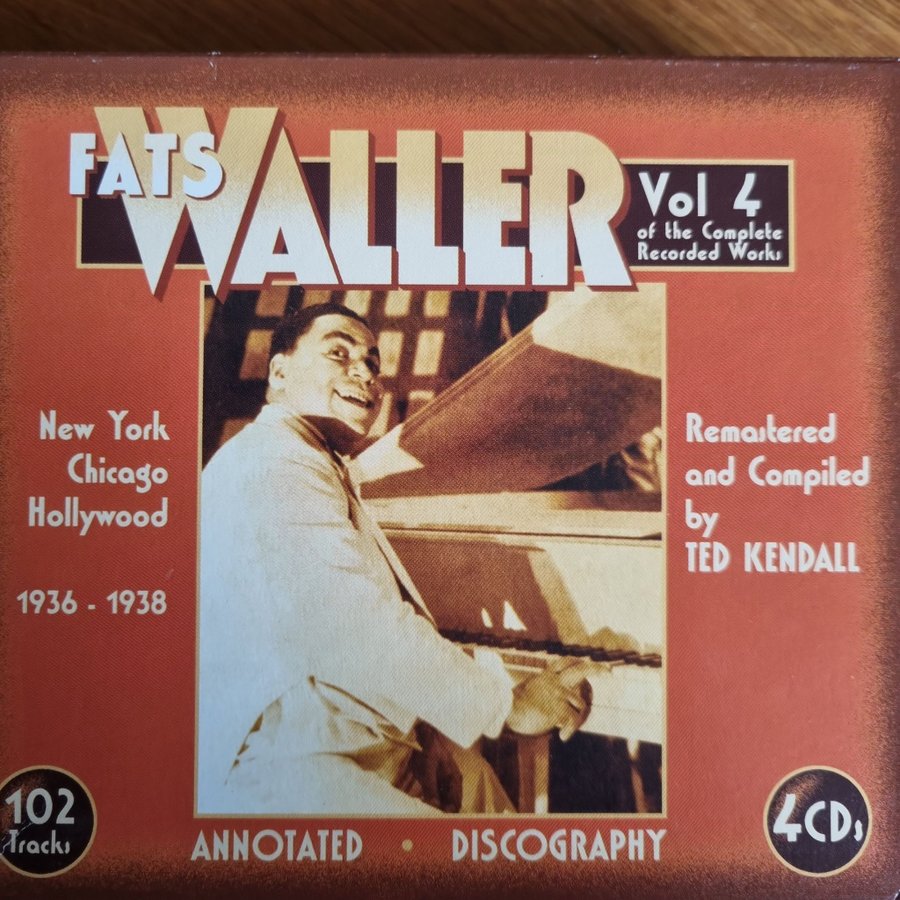 FATS
WALLER
Vol 4
of the Complete
Recorded Works
New York
Chicago
Hollywood
1936 - 1938
Remastered
and Compiled
by
TED KENDALL
102
Tracks
4CDs
ANNOTATED • DISCOGRAPHY